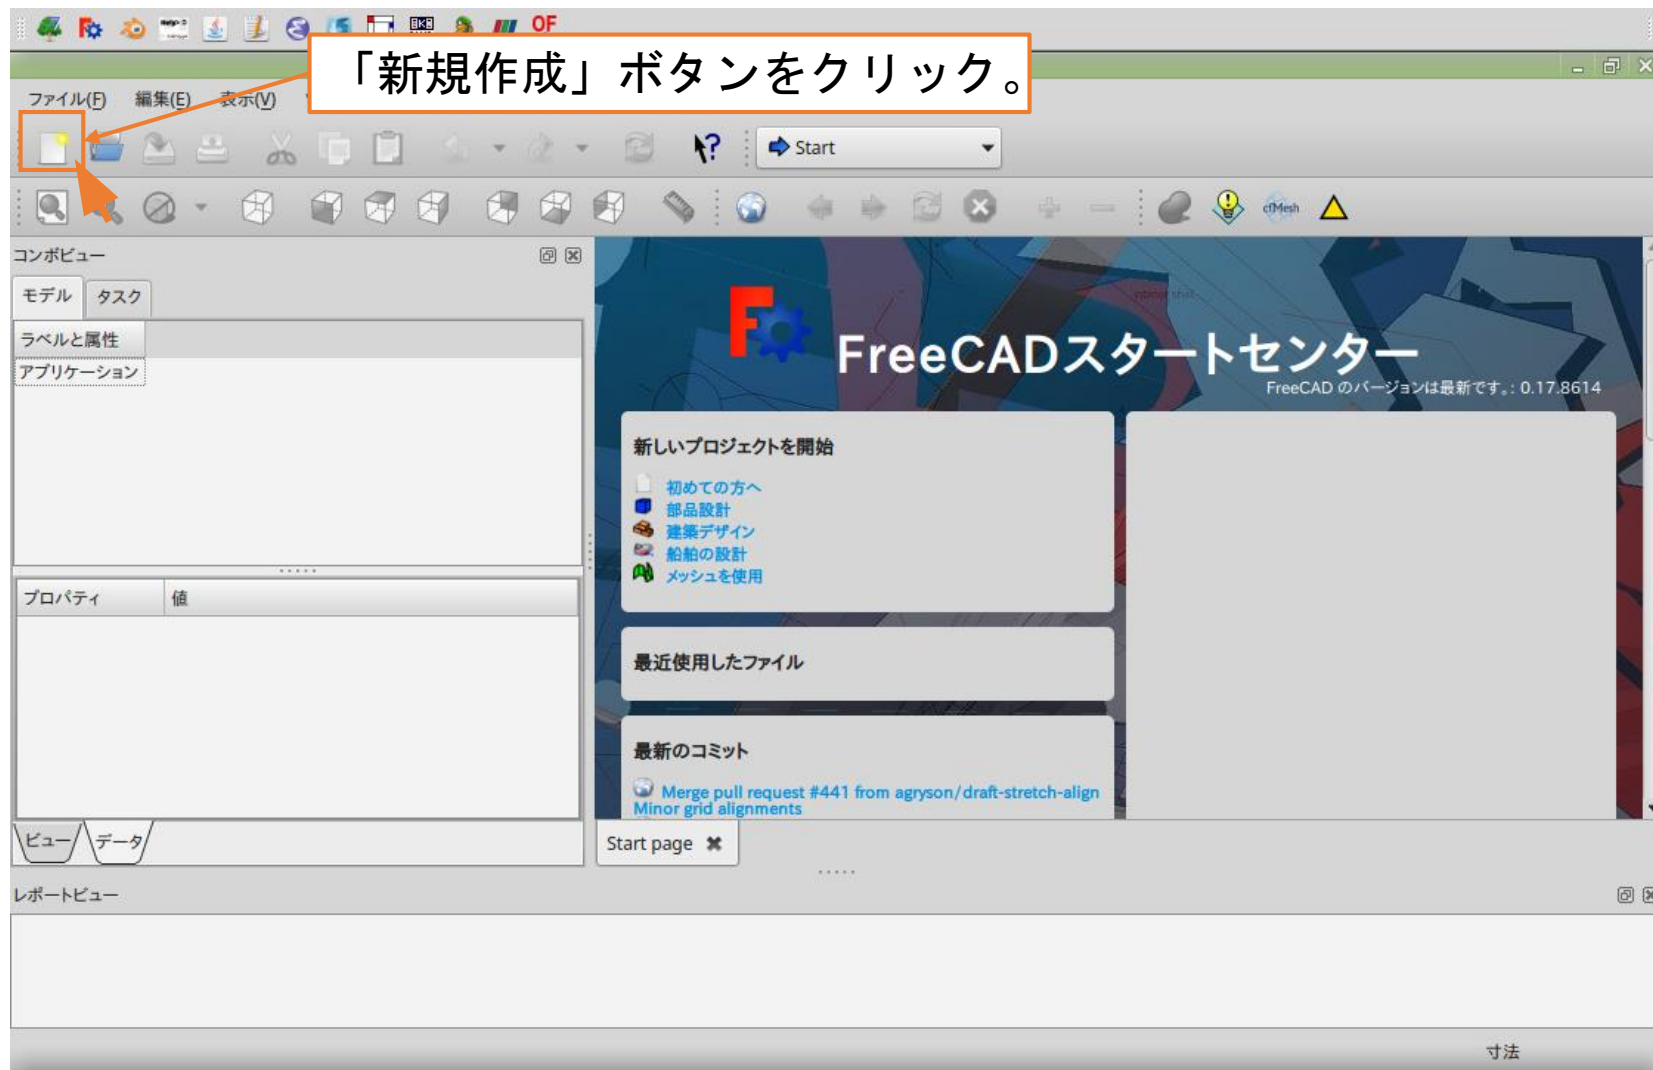 OF
「新規作成」ボタンをクリック。
ファイル(F) 編集(E) 表示(V)
Start
cfMesh
コンボビュー
モデル タスク
ラベルと属性
アプリケーション
FreeCADスタートセンター
FreeCAD のバージョンは最新です。: 0.17.8614
新しいプロジェクトを開始
初めての方へ
部品設計
建築デザイン
船舶の設計
メッシュを使用
プロパティ 値
最近使用したファイル
最新のコミット
Merge pull request #441 from agryson/draft-stretch-align
Minor grid alignments
ビュー データ
Start page
レポートビュー
寸法